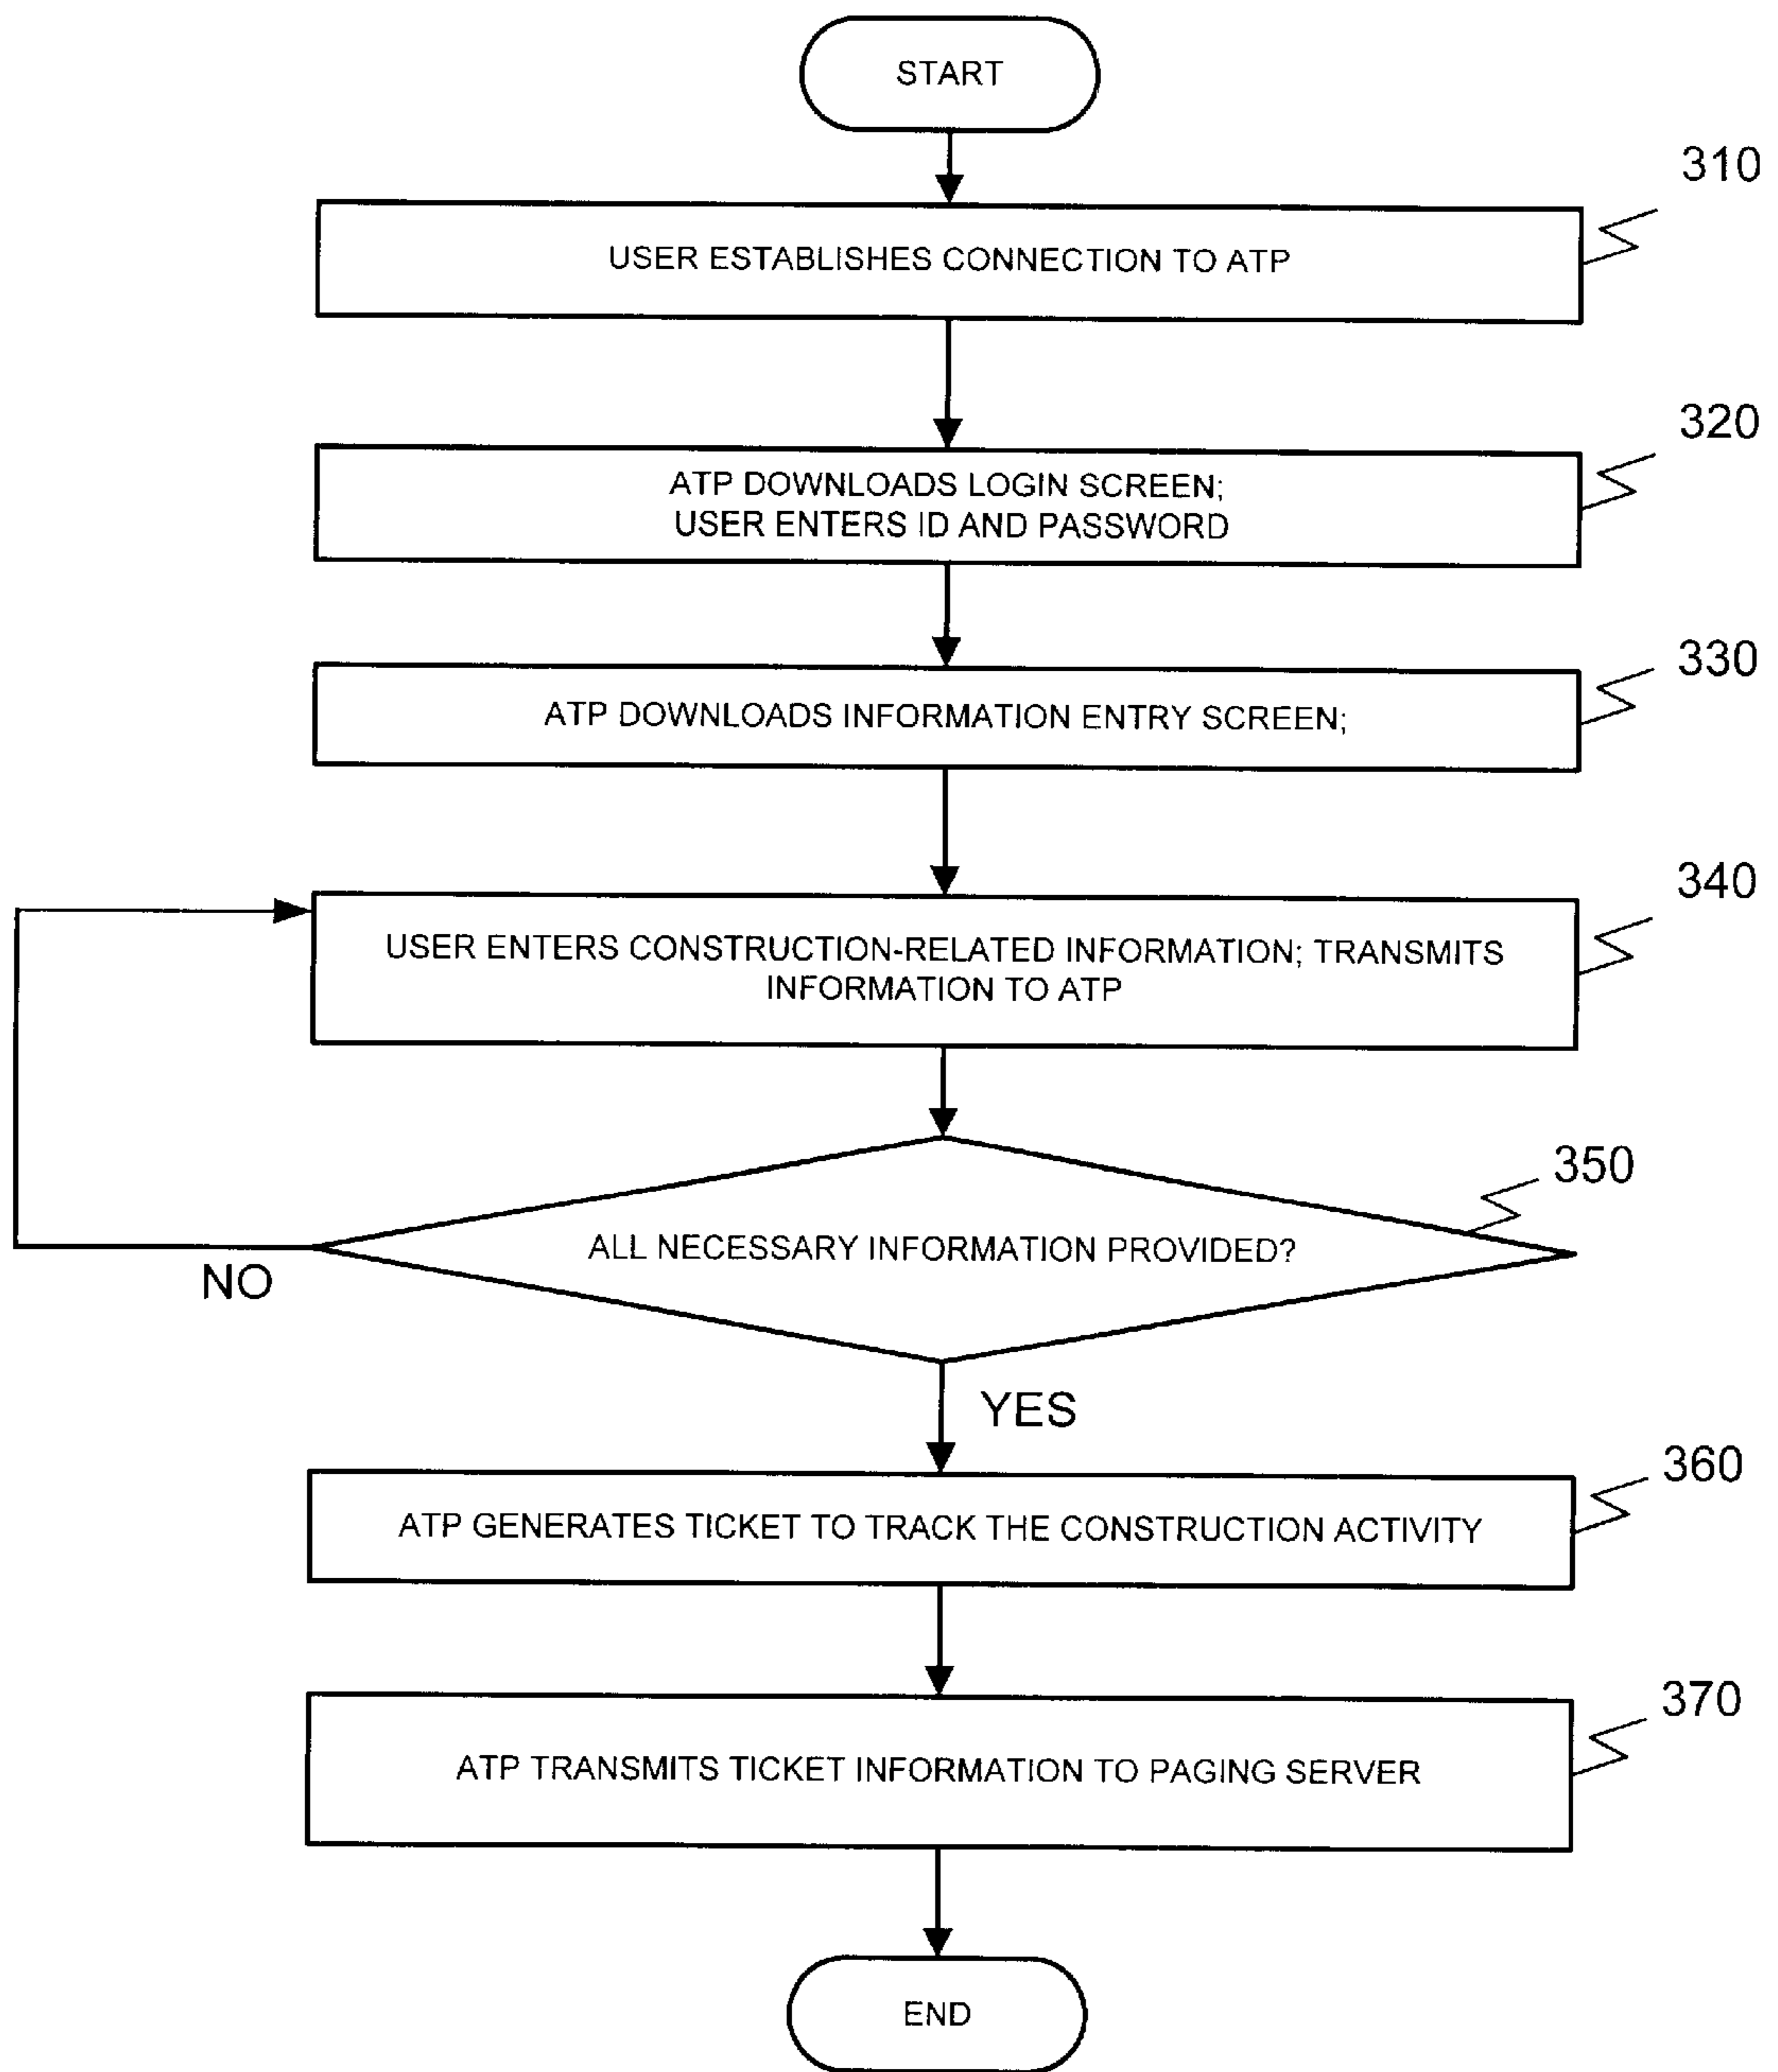 START
310
USER ESTABLISHES CONNECTION TO ATP
320
ATP DOWNLOADS LOGIN SCREEN;
USER ENTERS ID AND PASSWORD
330
ATP DOWNLOADS INFORMATION ENTRY SCREEN;
340
USER ENTERS CONSTRUCTION-RELATED INFORMATION; TRANSMITS
INFORMATION TO ATP
350
ALL NECESSARY INFORMATION PROVIDED?
NO
YES
360
ATP GENERATES TICKET TO TRACK THE CONSTRUCTION ACTIVITY
370
ATP TRANSMITS TICKET INFORMATION TO PAGING SERVER
END